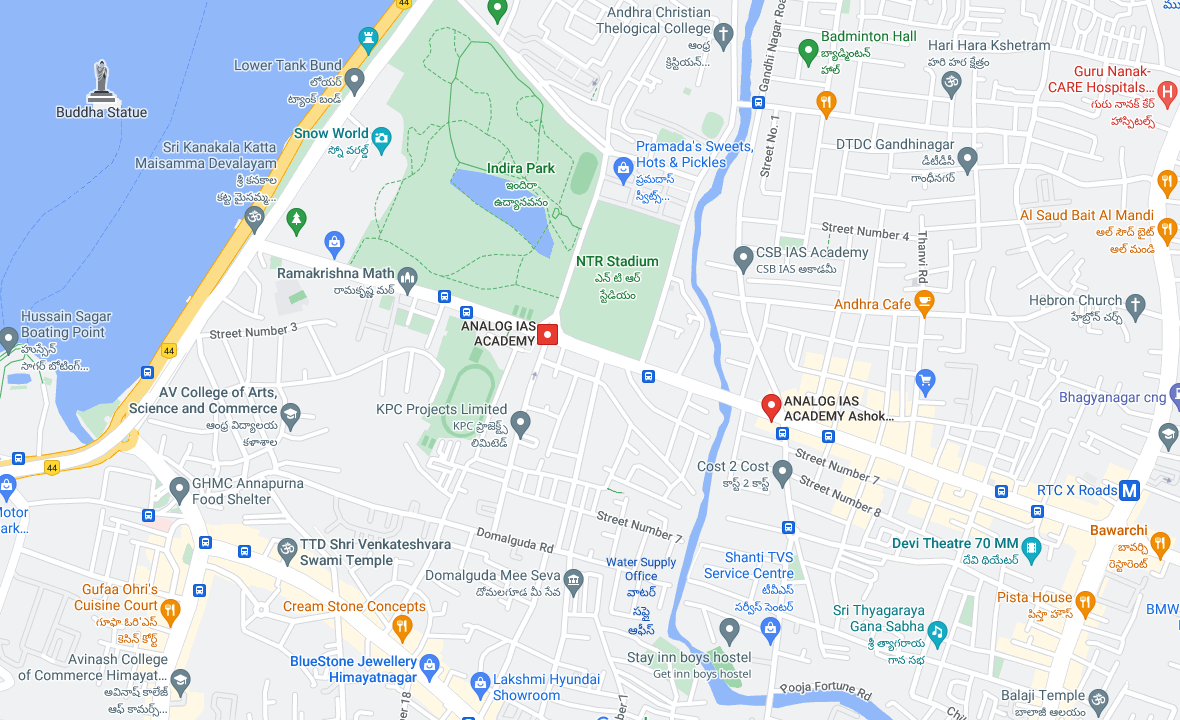 44
Andhra Christian
Thelogical College
ఆంధ్ర
క్రిస్టియన్...
Gandhi Nagar Road
Badminton Hall
బ్యాడ్మింటన్
హాల్
Hari Hara Kshetram
హరి హర క్షేత్రం
Lower Tank Bund
లోయర్
ట్యాంక్ బండ్
Buddha Statue
Guru Nanak-
CARE Hospitals...
గురు నానక్ కేర్
హాస్పిటల్స్
Snow World
స్నో వరల్డ్
Sri Kanakala Katta
Maisamma Devalayam
శ్రీ కనకాల
కట్ట మైసమ్మ...
Street No. 1
Pramada's Sweets,
Hots & Pickles
ప్రమదాస్
స్వీట్స్...
DTDC Gandhinagar
డిటీడీసీ
గాంధీనగర్
Indira Park
ఇందిరా
ఉద్యానవనం
Al Saud Bait Al Mandi
అల్ సౌద్ బైట్
అల్ మండి
Street Number 4
Thanvi Rd
CSB IAS Academy
CSB IAS అకాడమీ
NTR Stadium
ఎన్ టి ఆర్
స్టేడియం
Ramakrishna Math
రామకృష్ణ మఠ్
Andhra Cafe
Hebron Church
హేబ్రోన్ చర్చ్
Hussain Sagar
Boating Point
హుస్సేన్
సాగర్ బోటింగ్...
Street Number 3
ANALOG IAS
ACADEMY
44
AV College of Arts,
Science and Commerce
ఆంధ్ర విద్యాలయ
కళాశాల
KPC Projects Limited
KPC ప్రాజెక్ట్స్
లిమిటెడ్
ANALOG IAS
ACADEMY Ashok...
Bhagyanagar cng
44
Cost 2 Cost
కాస్ట్ 2 కాస్ట్
Street Number 7
Street Number 8
RTC X Roads
M
GHMC Annapurna
Food Shelter
Motor
ark...
Street Number 7
Domalguda Rd
Bawarchi
బావర్చి
రెస్టారెంట్
Devi Theatre 70 MM
దేవి థియేటర్
TTD Shri Venkateshvara
Swami Temple
Water Supply
Office
వాటర్
సప్లై
ఆఫీస్
Shanti TVS
Service Centre
టీవీఎస్
సర్వీస్ సెంటర్
Domalguda Mee Seva
దోమలగూడ మీ సేవ
Gufaa Ohri's
Cuisine Court
గూఫా ఓరి'ఎస్
కుసిన్ కోర్ట్
Cream Stone Concepts
Pista House
పిస్తా హౌస్
BMW
Sri Thyagaraya
Gana Sabha
శ్రీ త్యాగరాయ
గాన సభ
Avinash College
of Commerce Himayat...
అవినాష్ కాలేజ్
ఆఫ్ కామర్స్...
BlueStone Jewellery
Himayatnagar
Lakshmi Hyundai
Showroom
Stay inn boys hostel
Get inn boys hostel
Pooja Fortune Rd
Balaji Temple
బాలాజీ ఆలయం